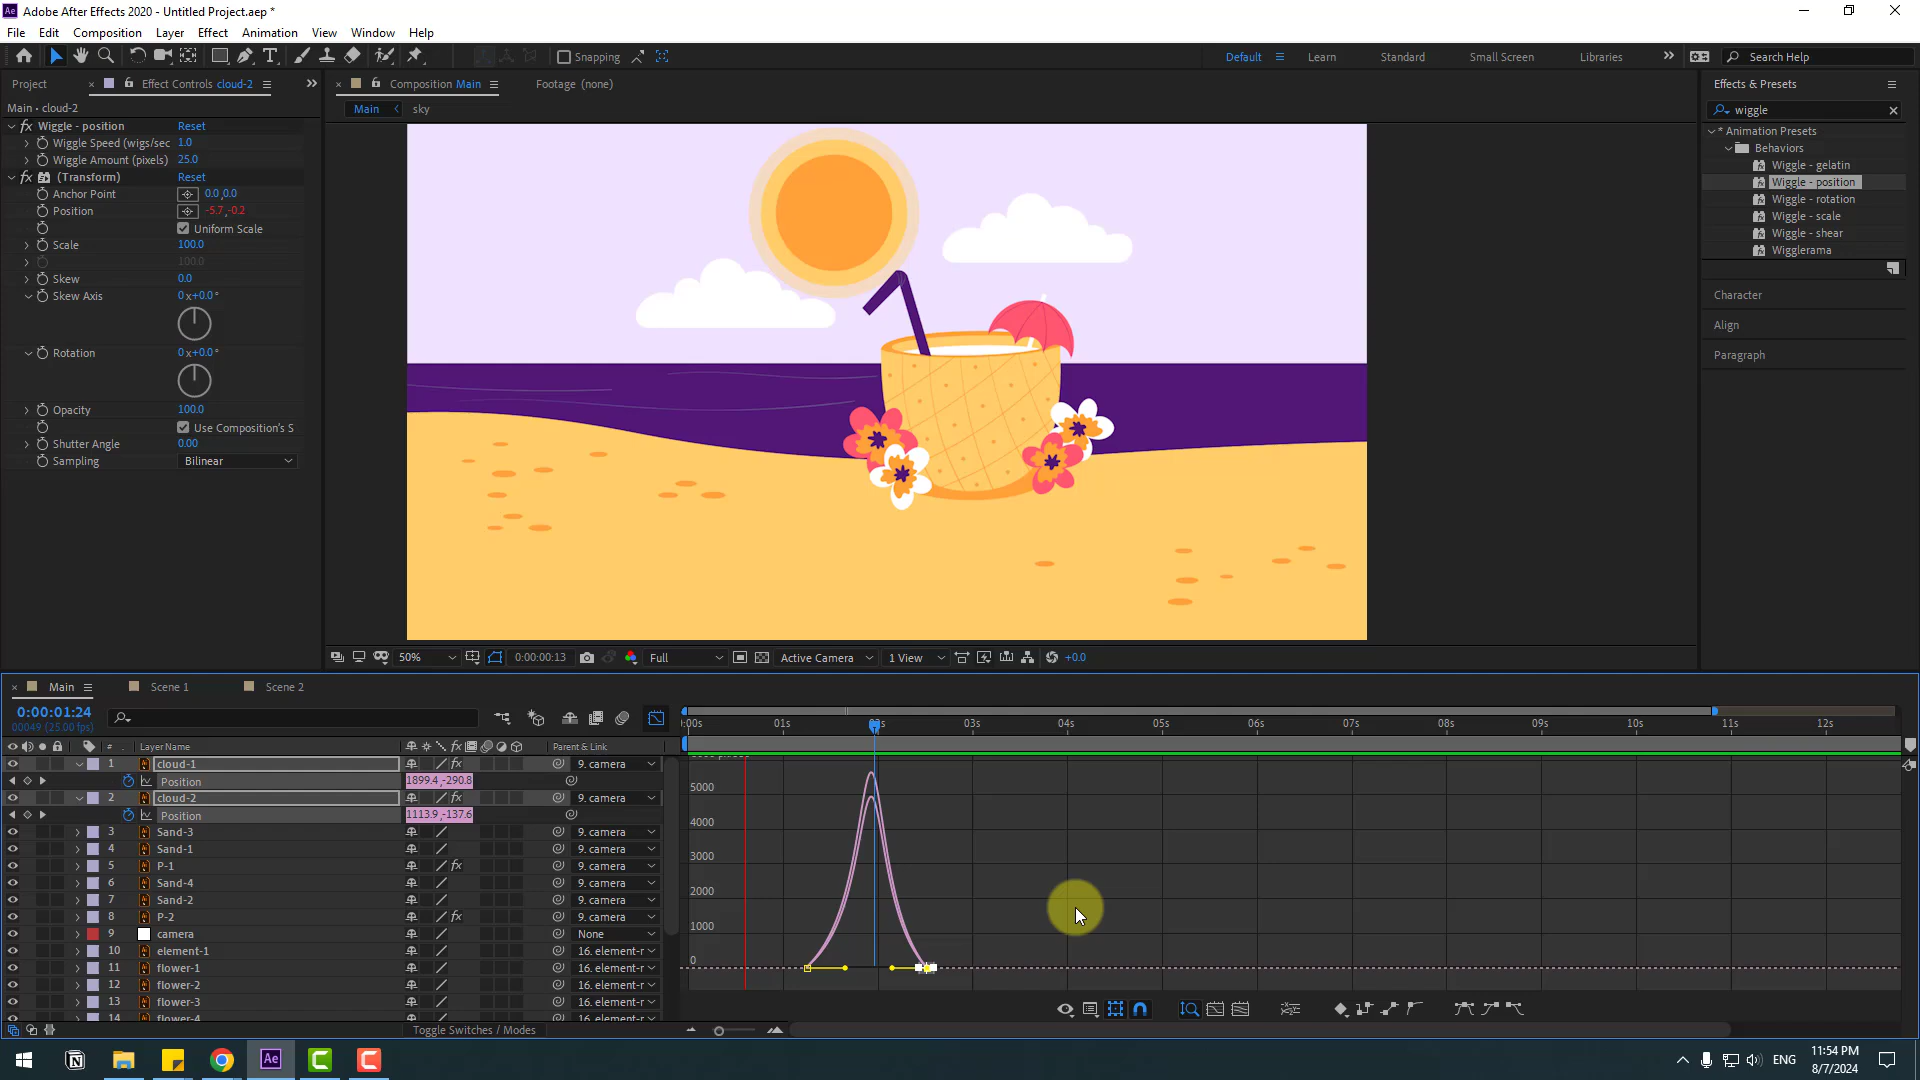 Adobe After Effects 2020 - Untitled Project.aep *
File Edit Composition Layer Effect Animation View Window Help
Snapping
Default Learn Standard Small Screen Libraries
Search Help
Project
Effect Controls cloud-2
Composition Main
Footage (none)
Effects & Presets
Main • cloud-2
Main
sky
wiggle
Wiggle - position Reset
Wiggle Speed (wigs/sec 1.0
Wiggle Amount (pixels) 25.0
(Transform) Reset
Anchor Point 0.0,0.0
Position -5.7,-0.2
Uniform Scale
Scale 100.0
100.0
Skew 0.0
Skew Axis 0x+0.0°
Rotation 0x+0.0°
Opacity 100.0
Use Composition's S
Shutter Angle 0.00
Sampling Bilinear
* Animation Presets
Behaviors
Wiggle - gelatin
Wiggle - position
Wiggle - rotation
Wiggle - scale
Wiggle - shear
Wigglerama
Character
Align
Paragraph
50% 0:00:00:13 Full Active Camera 1 View +0.0
Main Scene 1 Scene 2
0:00:01:24
00049 (25.00 fps)
# Layer Name Parent & Link
1 cloud-1 9. camera
Position 1899.4,-290.8
2 cloud-2 9. camera
Position 1113.9,-137.6
3 Sand-3 9. camera
4 Sand-1 9. camera
5 P-1 9. camera
6 Sand-4 9. camera
7 Sand-2 9. camera
8 P-2 9. camera
9 camera None
10 element-1 16. element-r
11 flower-1 16. element-r
12 flower-2 16. element-r
13 flower-3 16. element-r
14 flower-4 16. element-r
Toggle Switches / Modes
:00s 01s 02s 03s 04s 05s 06s 07s 08s 09s 10s 11s 12s
5000
4000
3000
2000
1000
0
ENG
11:54 PM
8/7/2024